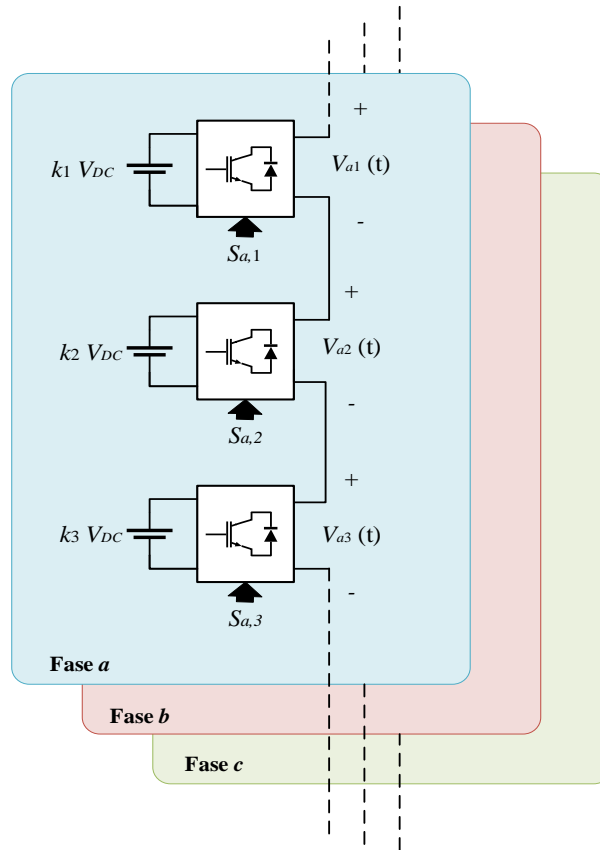 +
k1 VDC
Va1 (t)
-
Sa,1
+
k2 VDC
Va2 (t)
-
Sa,2
+
k3 VDC
Va3 (t)
-
Sa,3
Fase a
Fase b
Fase c